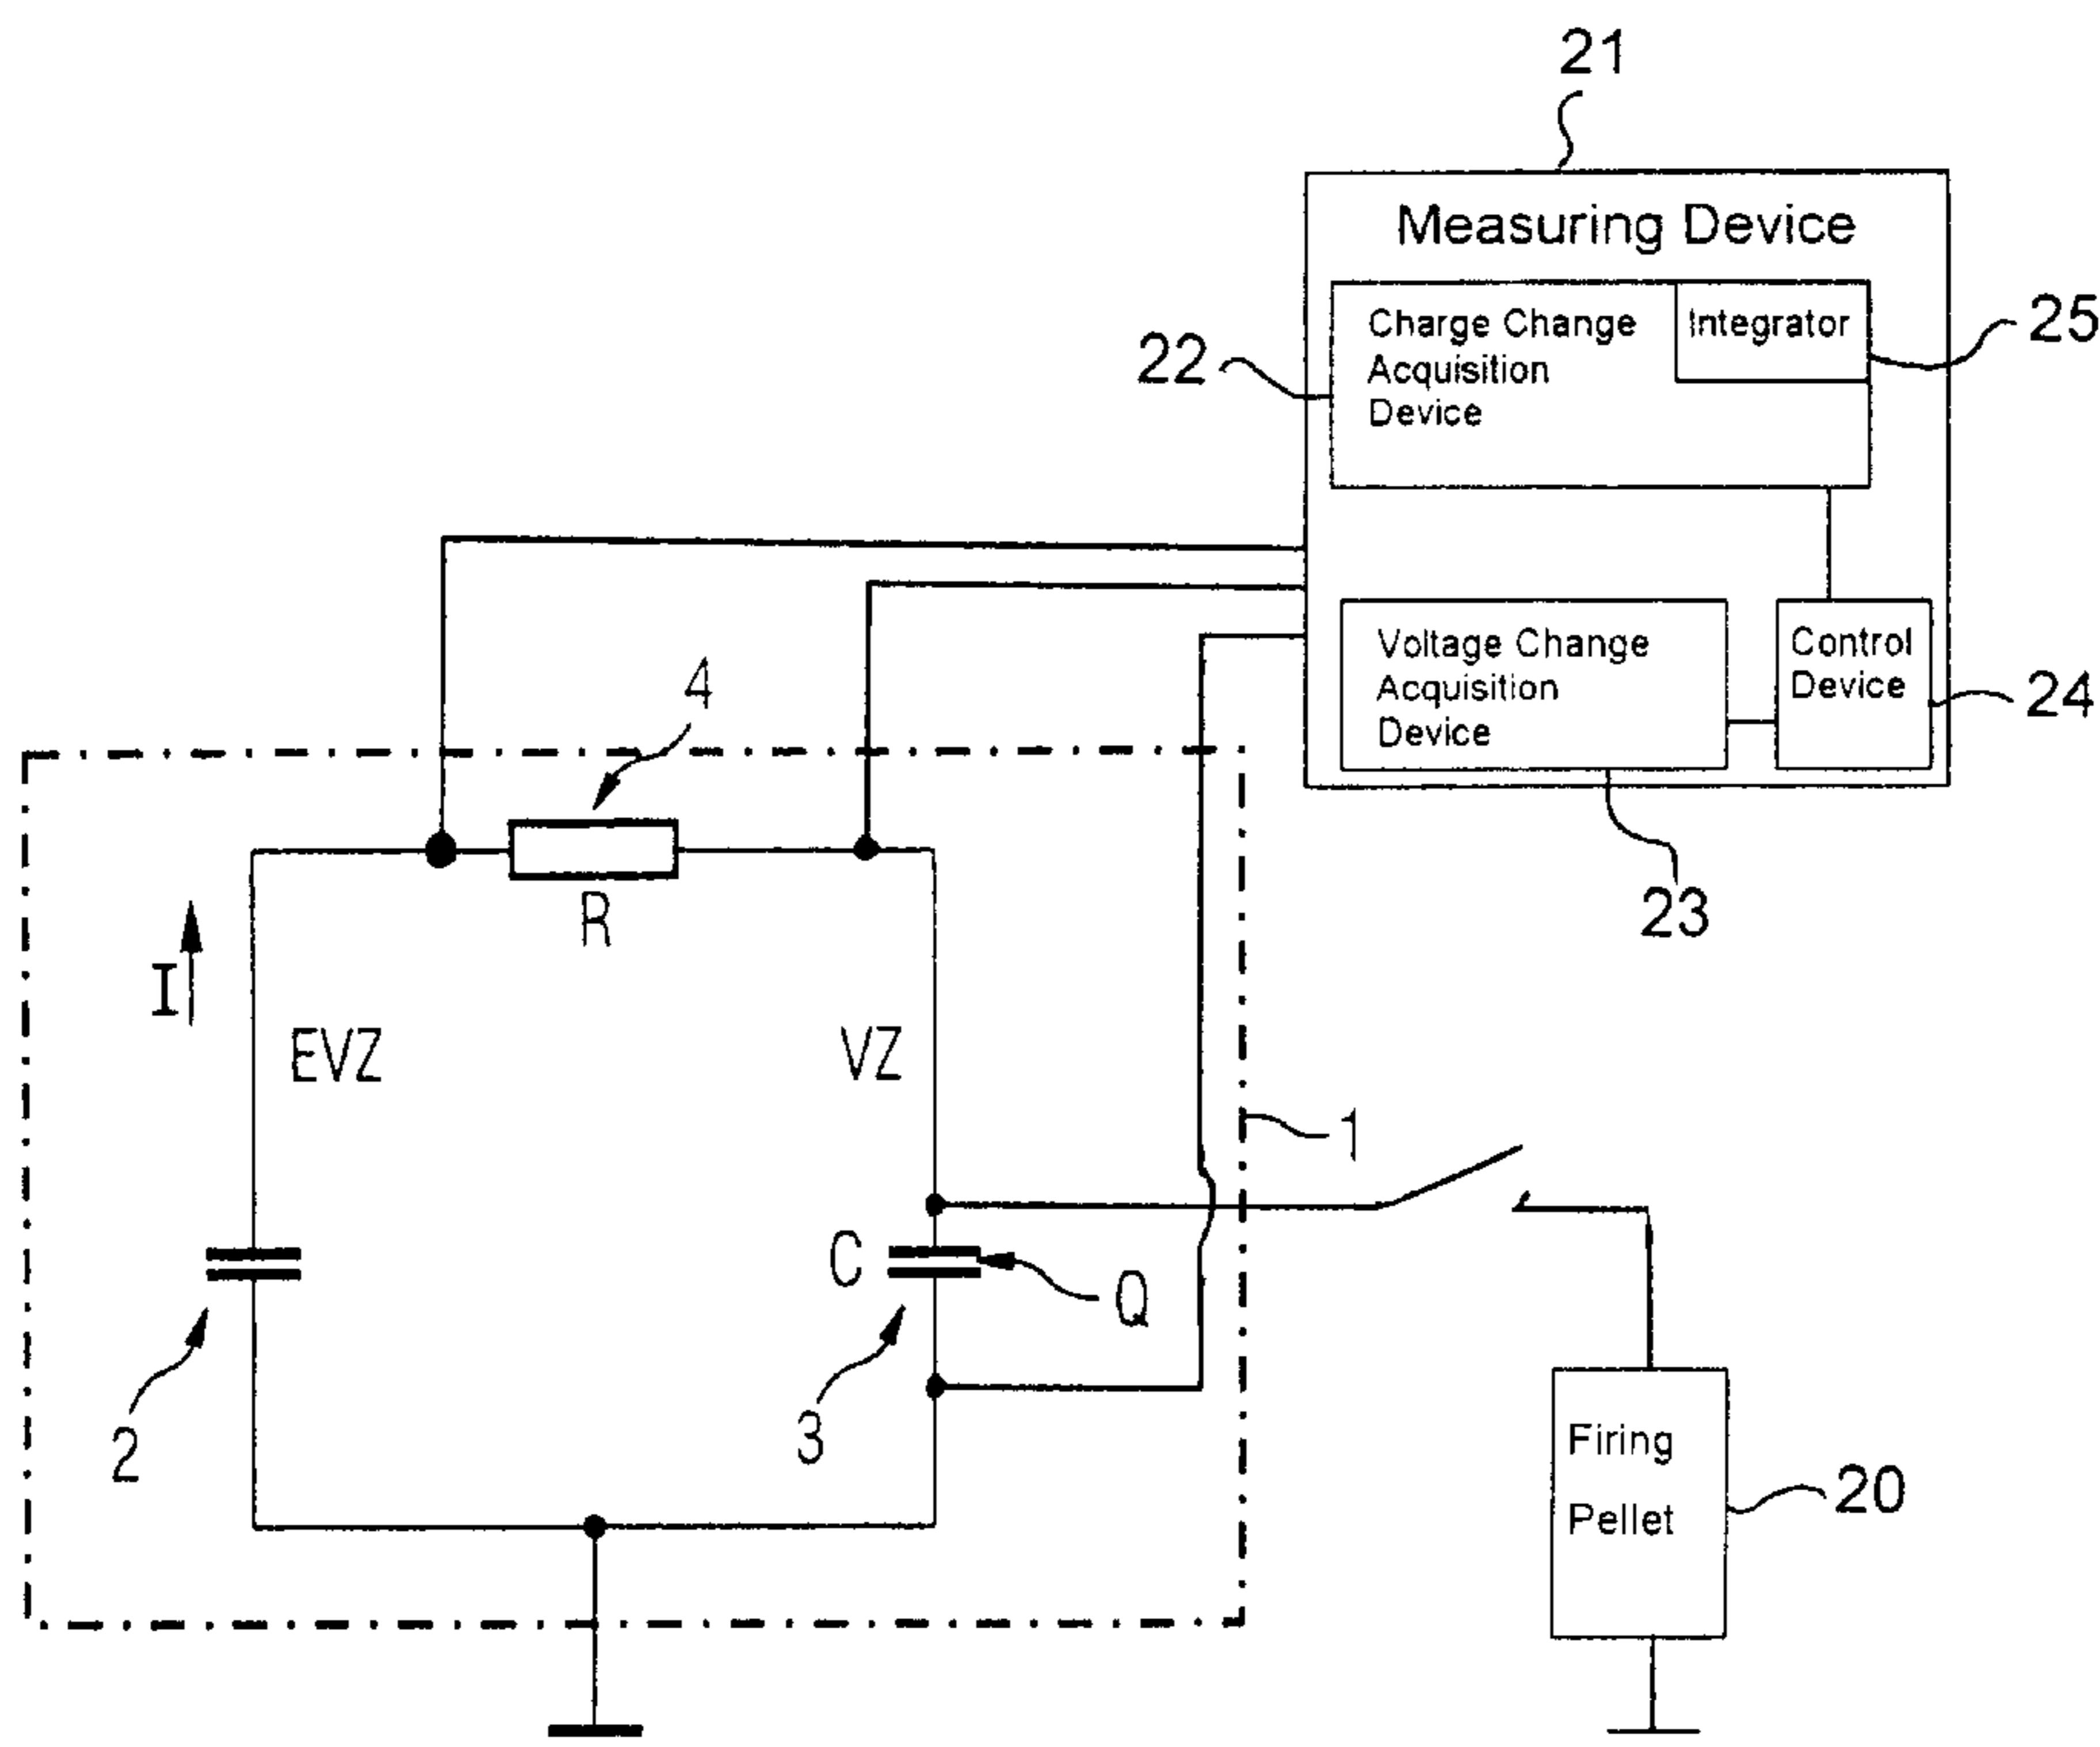 21
Measuring Device
Charge Change
Acquisition
Device
Integrator
25
22
Voltage Change
Acquisition
Device
Control
Device
24
23
4
R
I
EVZ
VZ
1
C
Q
2
3
Firing
Pellet
20